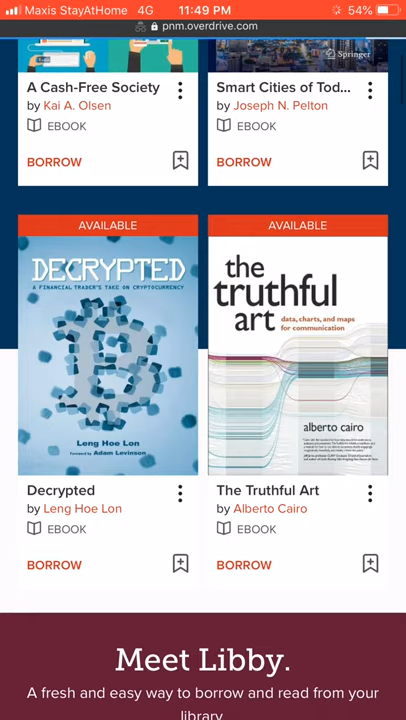 Maxis StayAtHome 4G 11:49 PM 54%
pnm.overdrive.com
Springer
A Cash-Free Society
by Kai A. Olsen
EBOOK
BORROW
Smart Cities of Tod...
by Joseph N. Pelton
EBOOK
BORROW
AVAILABLE
DECRYPTED
A FINANCIAL TRADER'S TAKE ON CRYPTOCURRENCY
Leng Hoe Lon
Foreword by Adam Levinson
Decrypted
by Leng Hoe Lon
EBOOK
BORROW
AVAILABLE
the
truthful
art
data, charts, and maps
for communication
alberto cairo
The Truthful Art
by Alberto Cairo
EBOOK
BORROW
Meet Libby.
A fresh and easy way to borrow and read from your
library